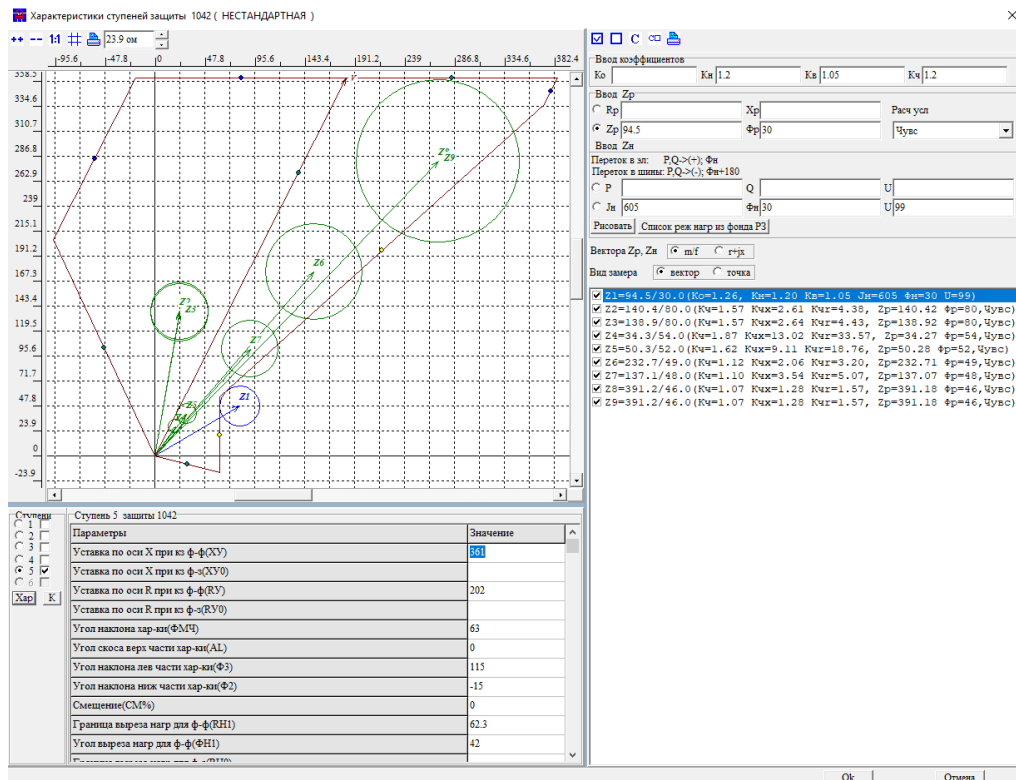 Характеристики ступеней защиты 1042 ( НЕСТАНДАРТНАЯ )
++ -- 1:1 23.9 ом
-95.6 -47.8 0 47.8 95.6 143.4 191.2 239 286.8 334.6 382.4
358.5
334.6
310.7
286.8
262.9
239
215.1
191.2
167.3
143.4
119.5
95.6
71.7
47.8
23.9
0
-23.9
Z9
Z6
Z3
Z7
Z1
Z4
C
Ввод коэффициентов
Ко Кн 1.2 Кв 1.05 Кч 1.2
Ввод Zр
Rр Xр Расч усл
Zр 94.5 Фр 30 Чувс
Ввод Zн
Переток в эл: P,Q->(+); Фн
Переток в шины: P,Q->(-); Фн+180
P Q U
Jн 605 Фн 30 U 99
Рисовать Список реж нагр из фонда РЗ
Вектора Zр, Zн m/f r+jx
Вид замера вектор точка
Z1=94.5/30.0(Ко=1.26, Кн=1.20 Кв=1.05 Jн=605 Фн=30 U=99)
Z2=140.4/80.0(Кч=1.57 Кчх=2.61 Кчг=4.38, Zр=140.42 Фр=80,Чувс)
Z3=138.9/80.0(Кч=1.57 Кчх=2.64 Кчг=4.43, Zр=138.92 Фр=80,Чувс)
Z4=34.3/54.0(Кч=1.87 Кчх=13.02 Кчг=33.57, Zр=34.27 Фр=54,Чувс)
Z5=50.3/52.0(Кч=1.62 Кчх=9.11 Кчг=18.76, Zр=50.28 Фр=52,Чувс)
Z6=232.7/49.0(Кч=1.12 Кчх=2.06 Кчг=3.20, Zр=232.71 Фр=49,Чувс)
Z7=137.1/48.0(Кч=1.10 Кчх=3.54 Кчг=5.07, Zр=137.07 Фр=48,Чувс)
Z8=391.2/46.0(Кч=1.07 Кчх=1.28 Кчг=1.57, Zр=391.18 Фр=46,Чувс)
Z9=391.2/46.0(Кч=1.07 Кчх=1.28 Кчг=1.57, Zр=391.18 Фр=46,Чувс)
Ступени
1
2
3
4
5
6
Хар К
Ступень 5 защиты 1042
Параметры Значение
Уставка по оси X при кз ф-ф(ХУ) 361
Уставка по оси X при кз ф-з(ХУ0)
Уставка по оси R при кз ф-ф(RУ) 202
Уставка по оси R при кз ф-з(RУ0)
Угол наклона хар-ки(ФМЧ) 63
Угол скоса верх части хар-ки(AL) 0
Угол наклона лев части хар-ки(Ф3) 115
Угол наклона ниж части хар-ки(Ф2) -15
Смещение(СМ%) 0
Граница выреза нагр для ф-ф(RН1) 62.3
Угол выреза нагр для ф-ф(ФН1) 42
Ok Отмена